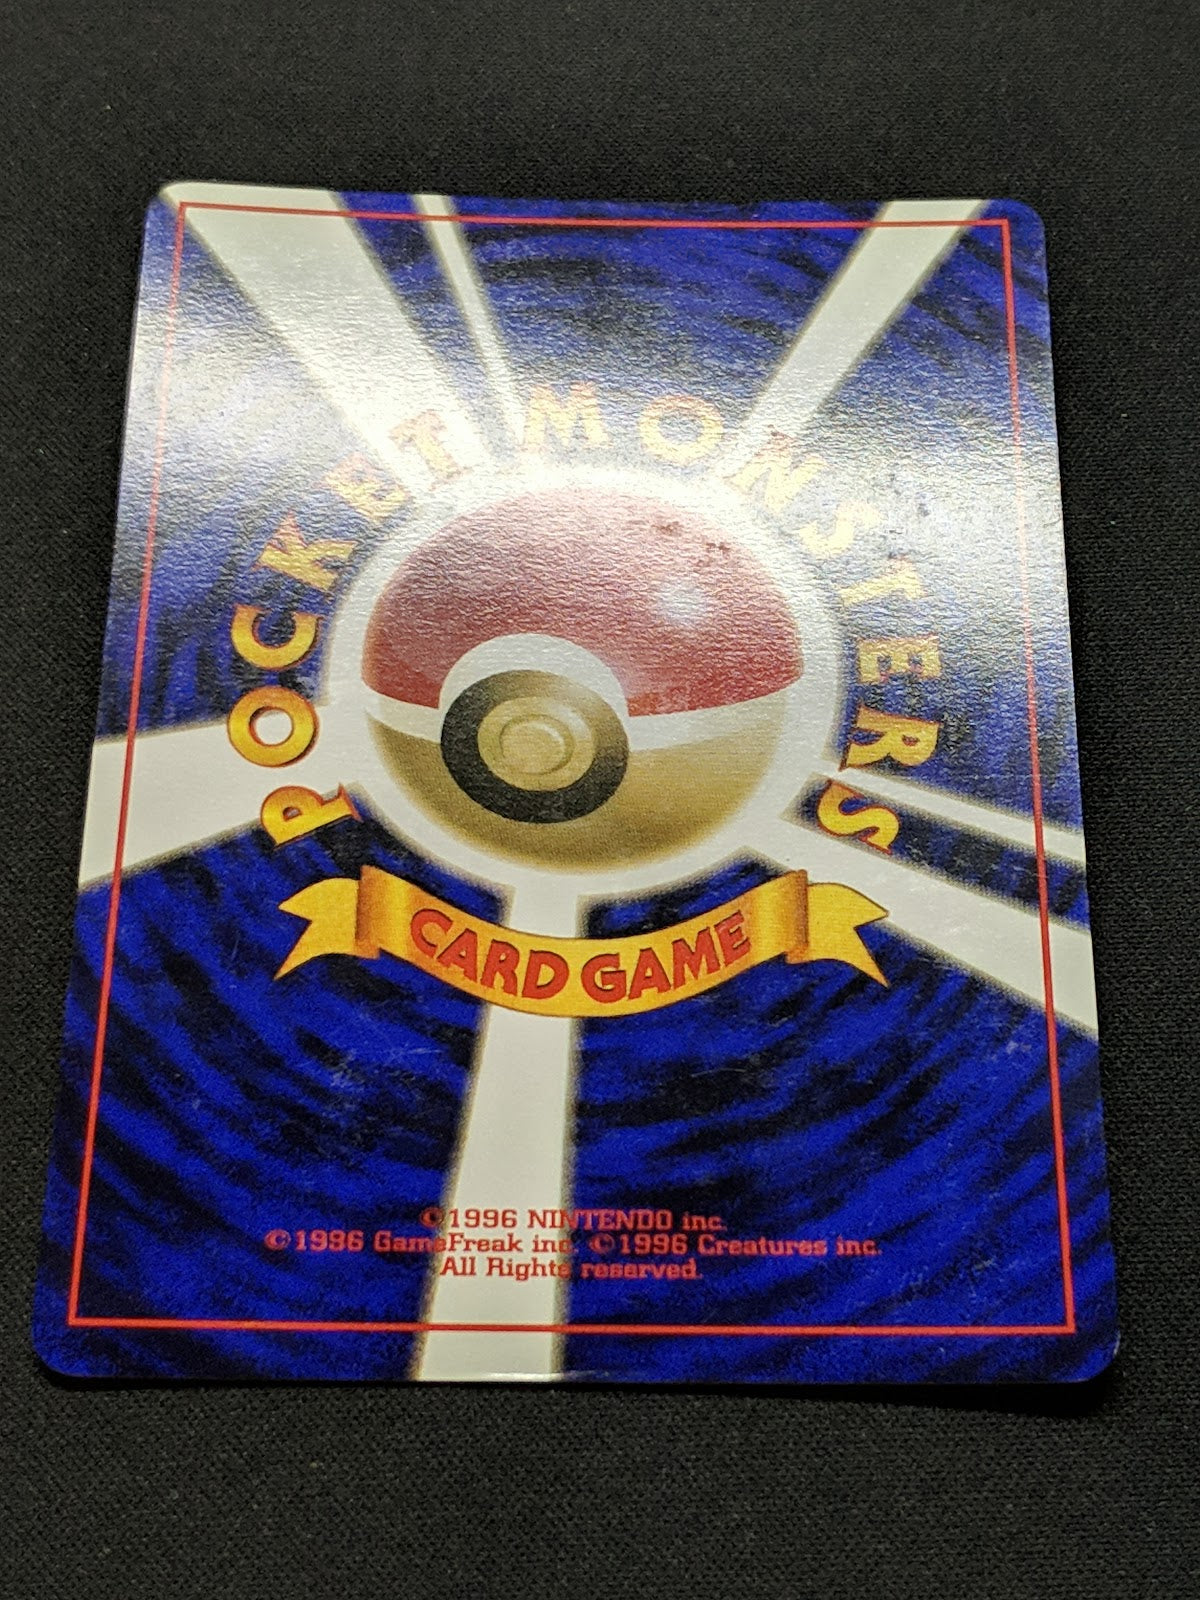 POCKET MONSTERS
CARD GAME
©1996 NINTENDO inc.
©1996 GameFreak inc. ©1996 Creatures inc.
All Rights reserved.